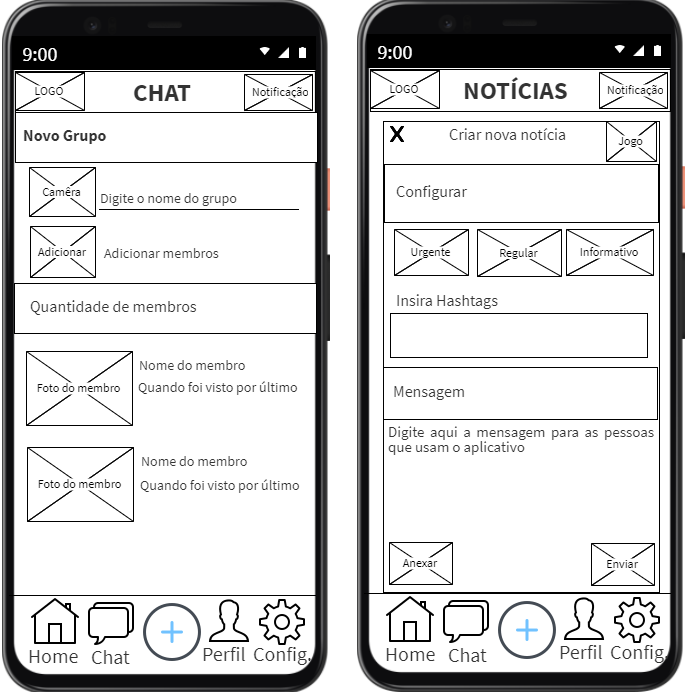 9:00
LOGO
CHAT
Notificação
Novo Grupo
Camêra
Digite o nome do grupo
Adicionar
Adicionar membros
Quantidade de membros
Foto do membro
Nome do membro
Quando foi visto por último
Foto do membro
Nome do membro
Quando foi visto por último
Home
Chat
Perfil
Config.
9:00
LOGO
NOTÍCIAS
Notificação
X
Criar nova notícia
Jogo
Configurar
Urgente
Regular
Informativo
Insira Hashtags
Mensagem
Digite aqui a mensagem para as pessoas
que usam o aplicativo
Anexar
Enviar
Home
Chat
Perfil
Config.